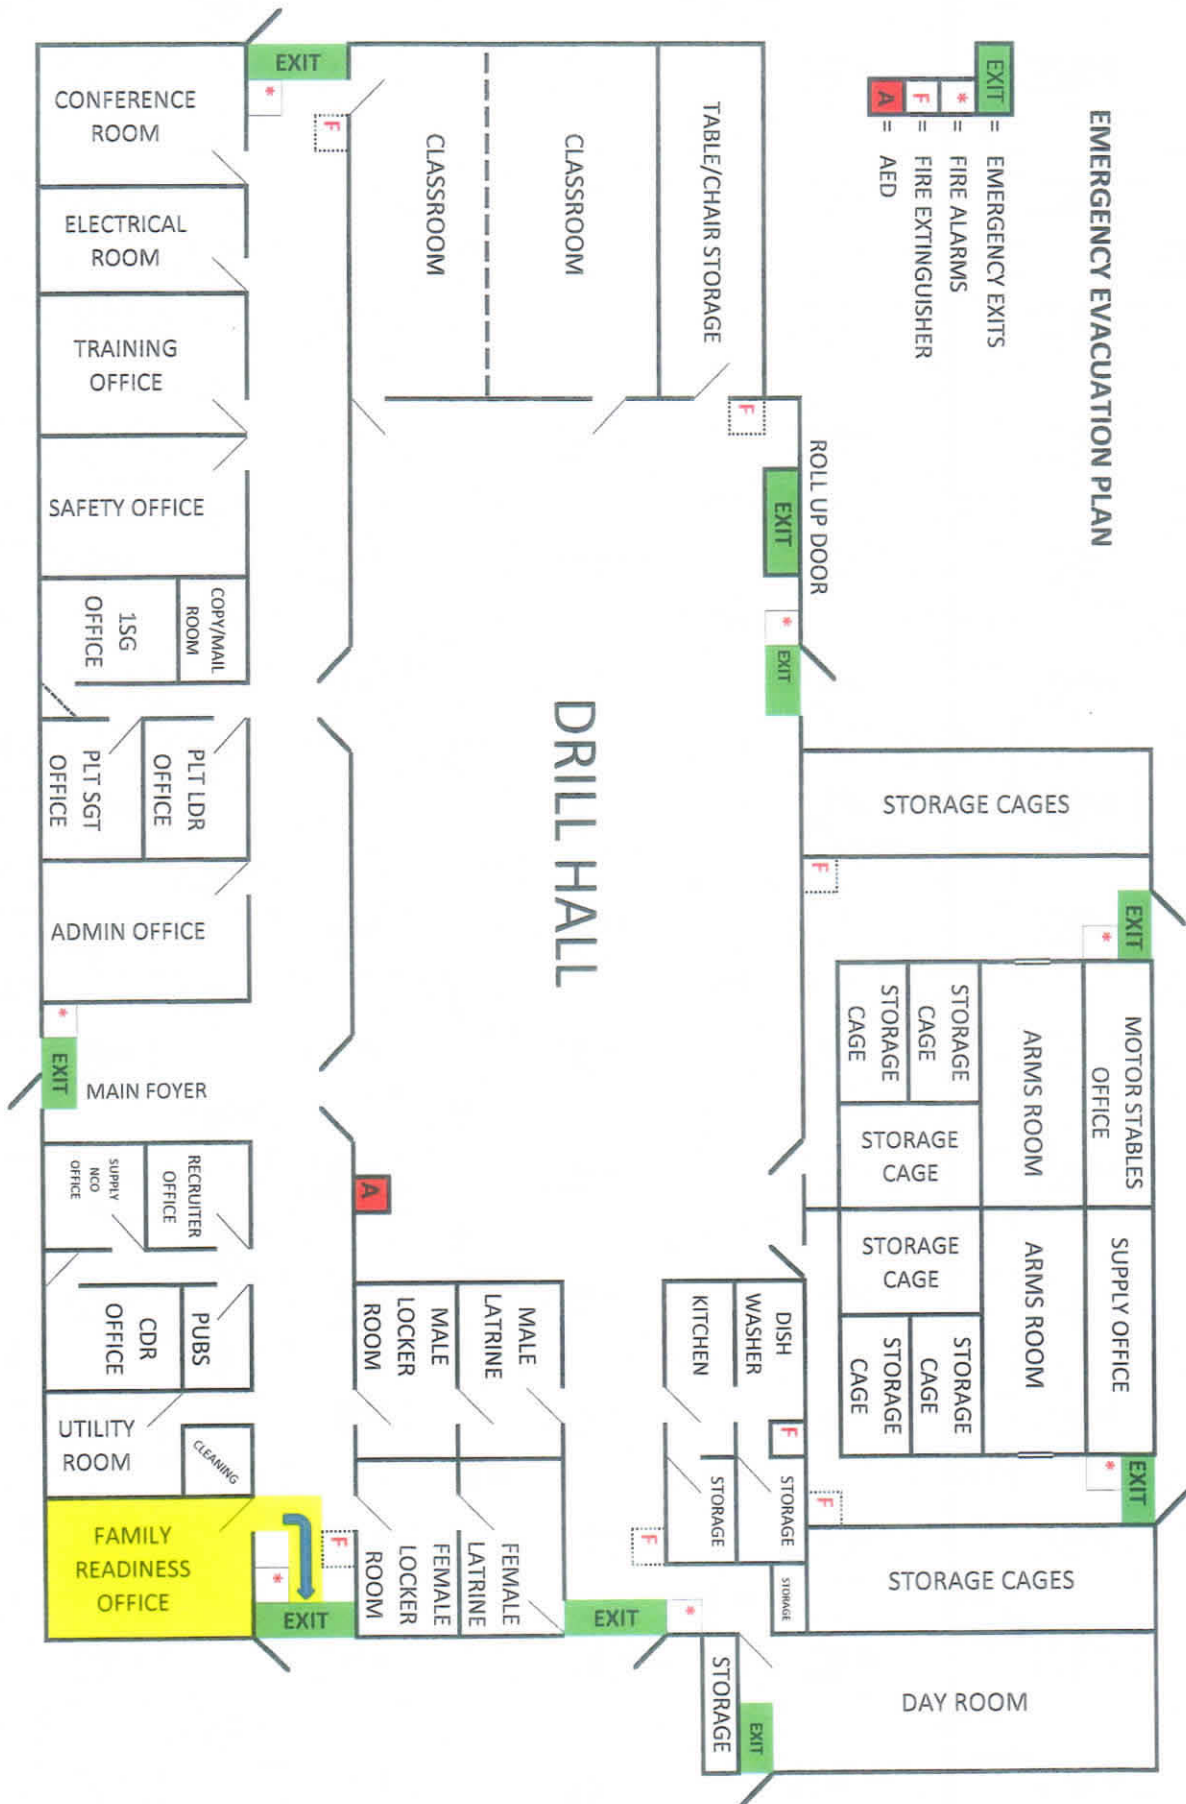 EMERGENCY EVACUATION PLAN
EXIT = EMERGENCY EXITS
* = FIRE ALARMS
F = FIRE EXTINGUISHER
A = AED
EXIT
*
F
CONFERENCE
ROOM
ELECTRICAL
ROOM
TRAINING
OFFICE
SAFETY OFFICE
1SG
OFFICE
COPY/MAIL
ROOM
PLT SGT
OFFICE
PLT LDR
OFFICE
ADMIN OFFICE
*
EXIT
MAIN FOYER
SUPPLY
NCO
OFFICE
RECRUITER
OFFICE
CDR
OFFICE
PUBS
UTILITY
ROOM
CLEANING
FAMILY
READINESS
OFFICE
*
F
EXIT
CLASSROOM
CLASSROOM
TABLE/CHAIR STORAGE
F
ROLL UP DOOR
EXIT
*
EXIT
DRILL HALL
A
MALE
LOCKER
ROOM
MALE
LATRINE
FEMALE
LOCKER
ROOM
FEMALE
LATRINE
KITCHEN
DISH
WASHER
F
STORAGE
STORAGE
STORAGE
F
EXIT
*
STORAGE
EXIT
DAY ROOM
STORAGE CAGES
F
EXIT
*
MOTOR STABLES
OFFICE
ARMS ROOM
STORAGE
CAGE
STORAGE
CAGE
STORAGE
CAGE
SUPPLY OFFICE
ARMS ROOM
STORAGE
CAGE
STORAGE
CAGE
STORAGE
CAGE
*
EXIT
F
STORAGE CAGES